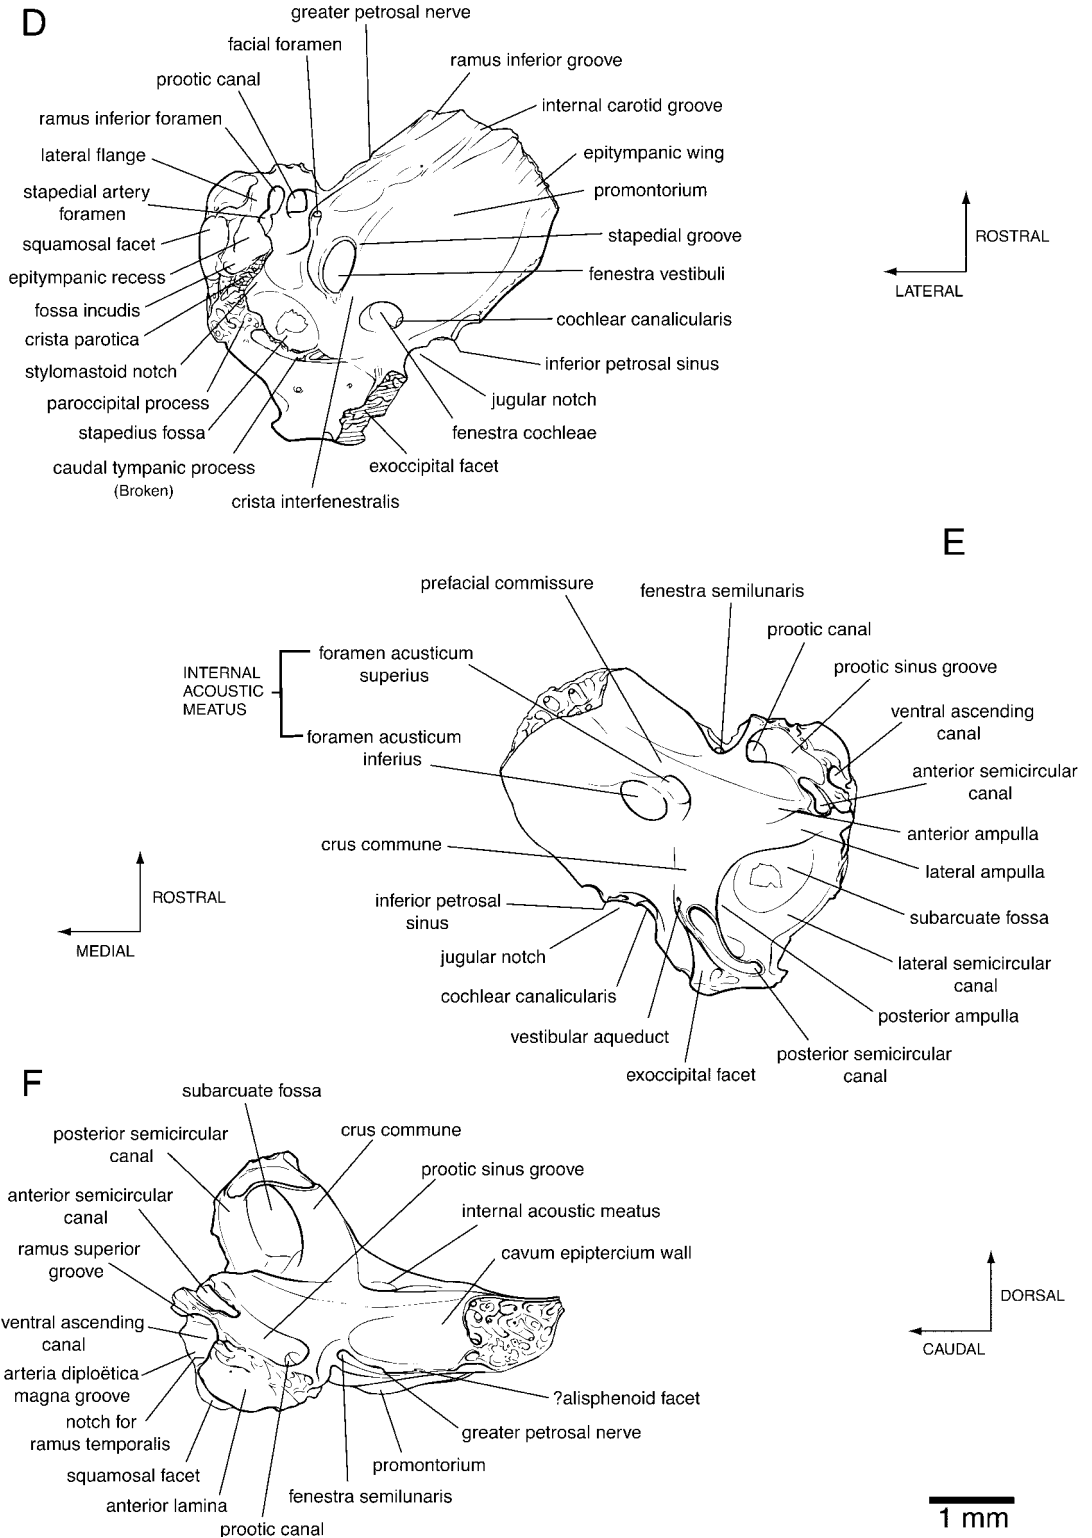 D
greater petrosal nerve
facial foramen
prootic canal
ramus inferior foramen
lateral flange
stapedial artery
foramen
squamosal facet
epitympanic recess
fossa incudis
crista parotica
stylomastoid notch
paroccipital process
stapedius fossa
caudal tympanic process
(Broken)
crista interfenestralis
ramus inferior groove
internal carotid groove
epitympanic wing
promontorium
stapedial groove
fenestra vestibuli
cochlear canalicularis
inferior petrosal sinus
jugular notch
fenestra cochleae
exoccipital facet
ROSTRAL
LATERAL
E
prefacial commissure
fenestra semilunaris
prootic canal
prootic sinus groove
ventral ascending
canal
anterior semicircular
canal
anterior ampulla
lateral ampulla
subarcuate fossa
lateral semicircular
canal
posterior ampulla
posterior semicircular
canal
INTERNAL
ACOUSTIC
MEATUS
foramen acusticum
superius
foramen acusticum
inferius
crus commune
inferior petrosal
sinus
jugular notch
cochlear canalicularis
vestibular aqueduct
exoccipital facet
ROSTRAL
MEDIAL
F
subarcuate fossa
posterior semicircular
canal
anterior semicircular
canal
ramus superior
groove
ventral ascending
canal
arteria diploëtica
magna groove
notch for
ramus temporalis
squamosal facet
anterior lamina
prootic canal
crus commune
prootic sinus groove
internal acoustic meatus
cavum epiptercium wall
?alisphenoid facet
greater petrosal nerve
promontorium
fenestra semilunaris
DORSAL
CAUDAL
1 mm